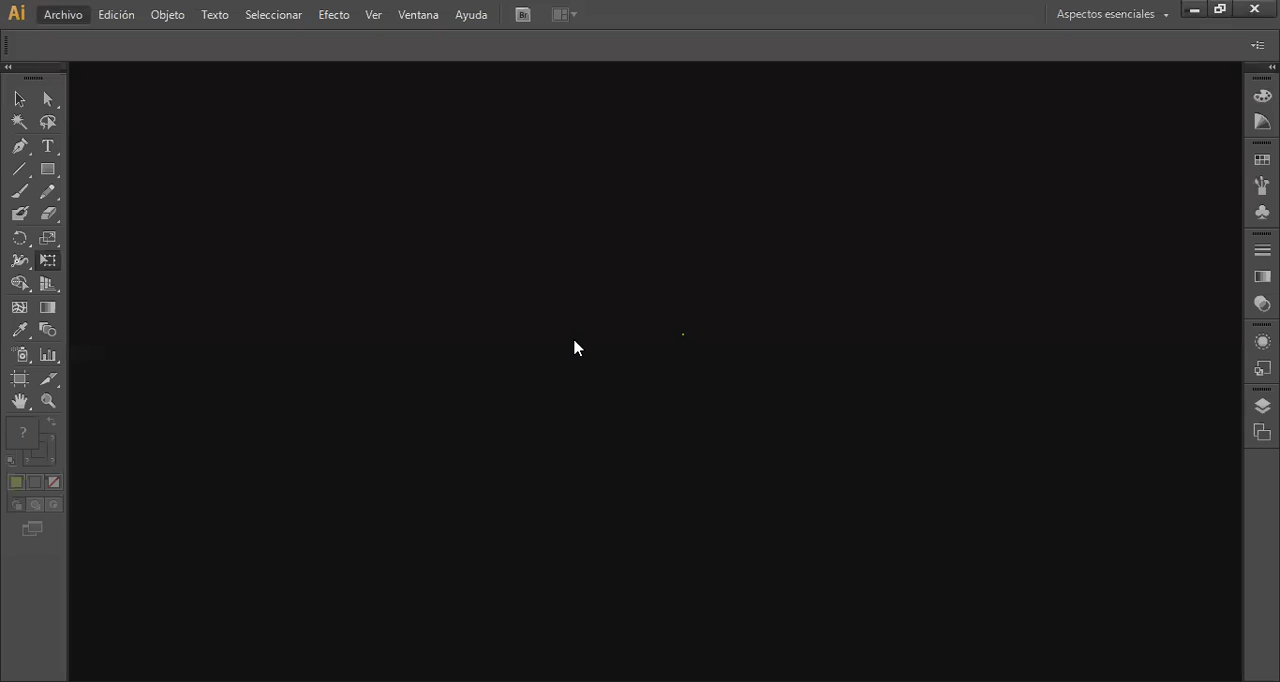 Ai Archivo Edición Objeto Texto Seleccionar Efecto Ver Ventana Ayuda Br Aspectos esenciales
T
?